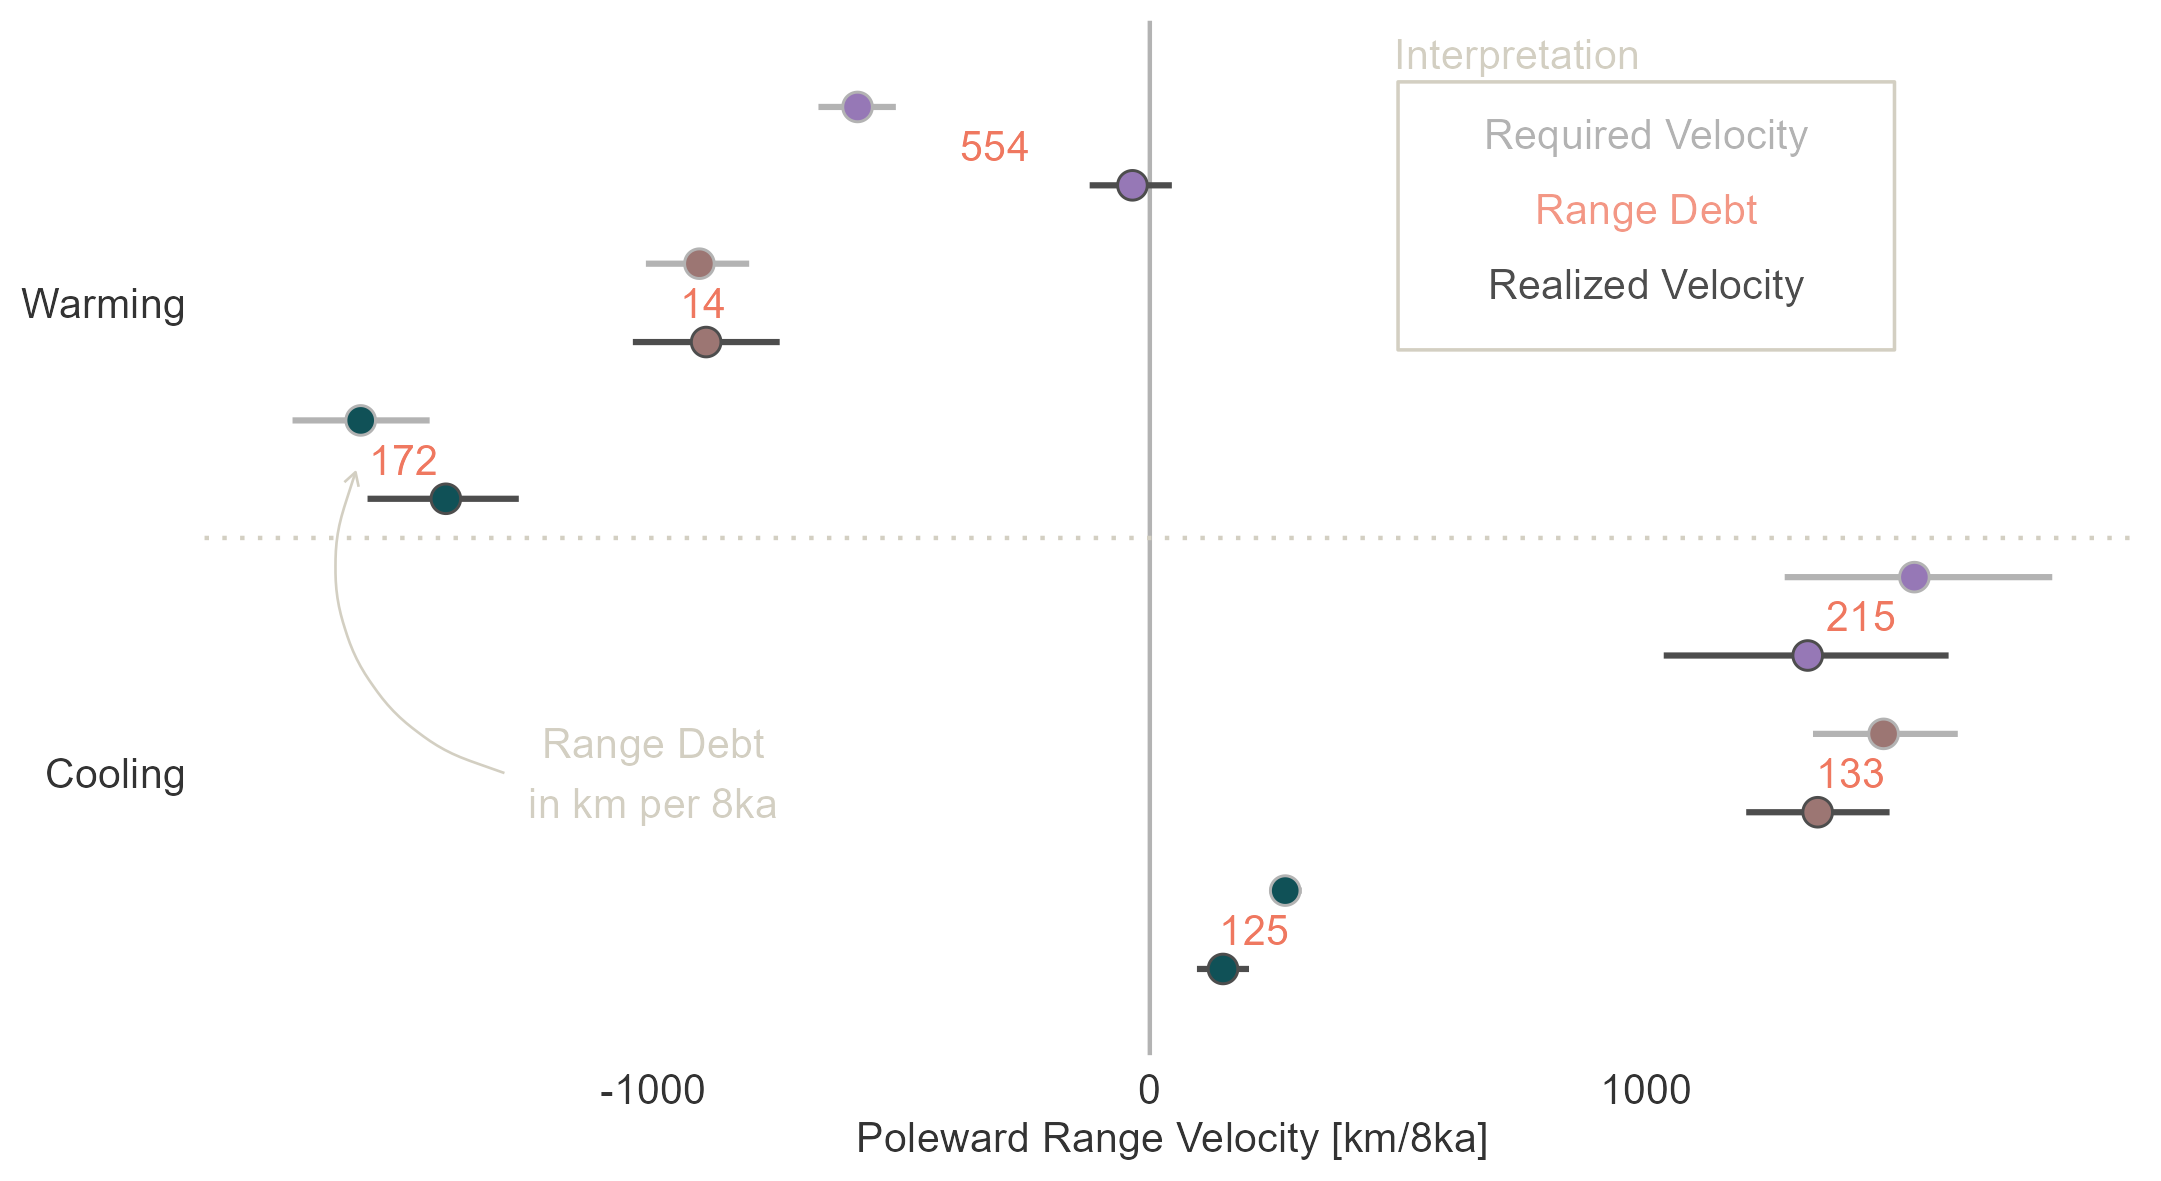 Interpretation
Required Velocity
Range Debt
Realized Velocity
554
14
Warming
172
215
133
Cooling
Range Debt
in km per 8ka
125
-1000
0
1000
Poleward Range Velocity [km/8ka]